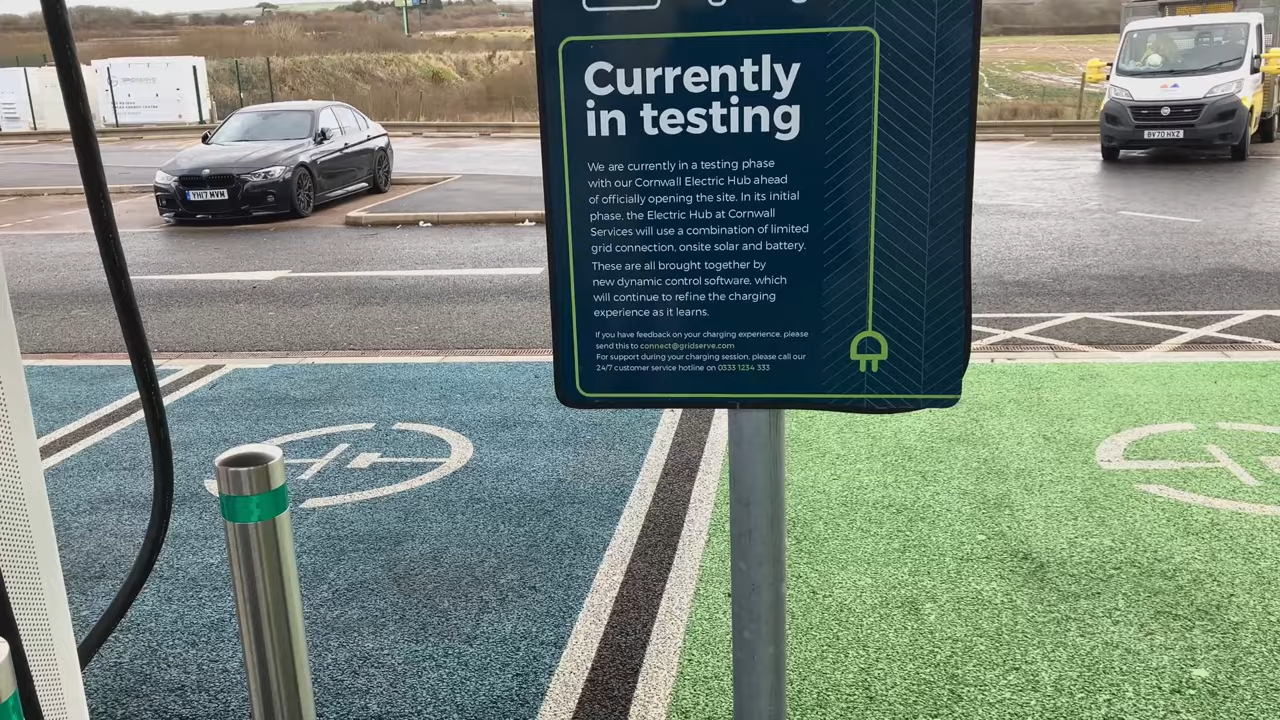 Currently
in testing
We are currently in a testing phase
with our Cornwall Electric Hub ahead
of officially opening the site. In its initial
phase, the Electric Hub at Cornwall
Services will use a combination of limited
grid connection, onsite solar and battery.
These are all brought together by
new dynamic control software, which
will continue to refine the charging
experience as it learns.
If you have feedback on your charging experience, please
send this to connect@gridserve.com
For support during your charging session, please call our
24/7 customer service hotline on 0333 1234 333
GRIDSERVE
YH17 MVM
BV70 HXZ